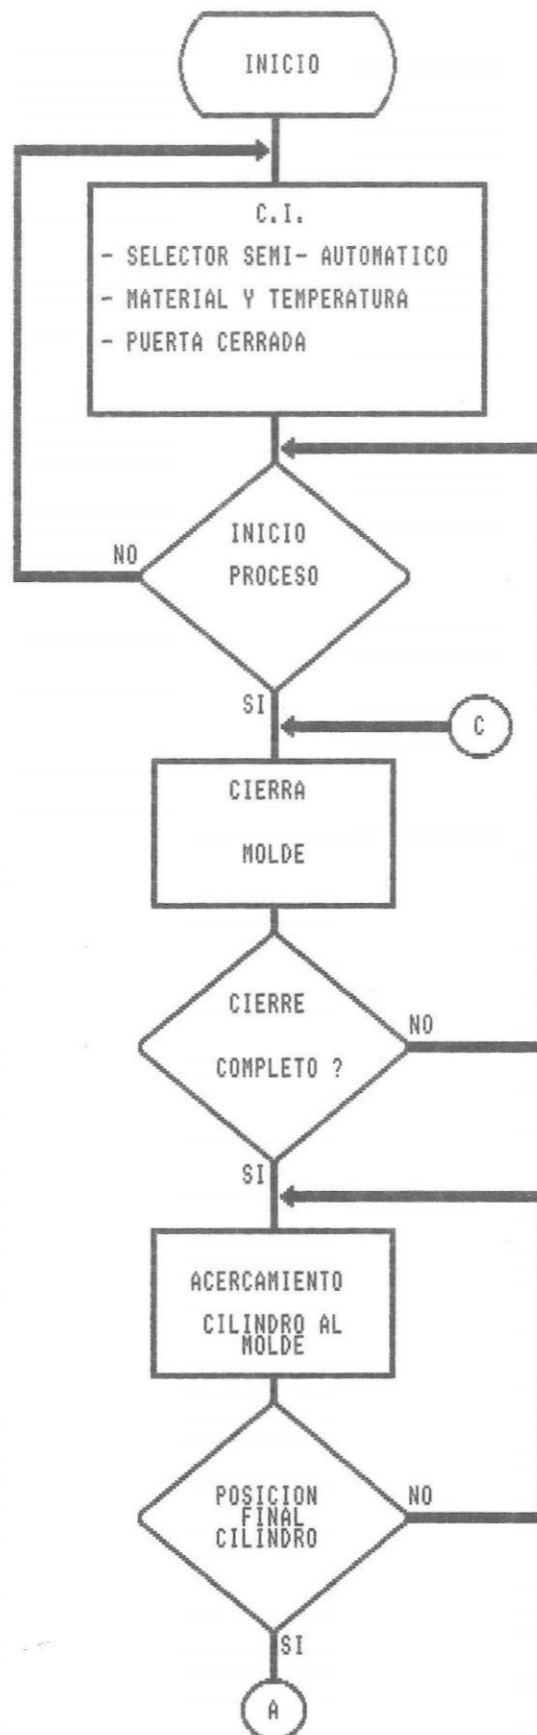 INICIO
C.I.
- SELECTOR SEMI- AUTOMATICO
- MATERIAL Y TEMPERATURA
- PUERTA CERRADA
INICIO
PROCESO
NO
SI
C
CIERRA
MOLDE
CIERRE
COMPLETO ?
NO
SI
ACERCAMIENTO
CILINDRO AL
MOLDE
POSICION
FINAL
CILINDRO
NO
SI
A